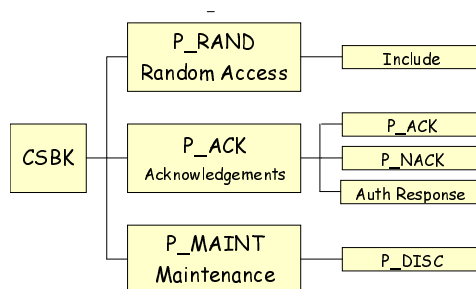 P_RAND
Random Access
Include
CSBK
P_ACK
Acknowledgements
P_ACK
P_NACK
Auth Response
P_MAINT
Maintenance
P_DISC